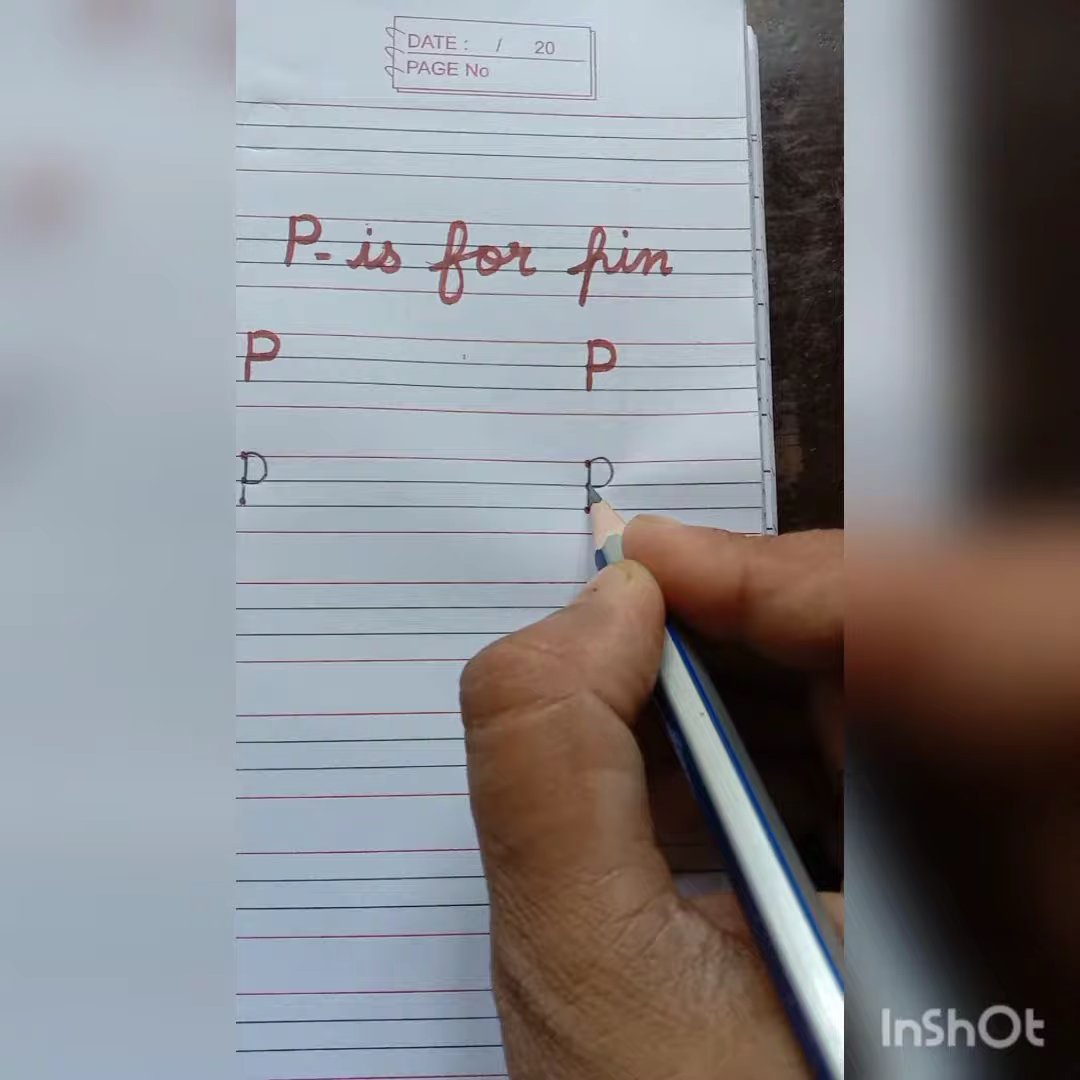 DATE : / 20
PAGE No
P- is for pin
P P
P P
InShOt